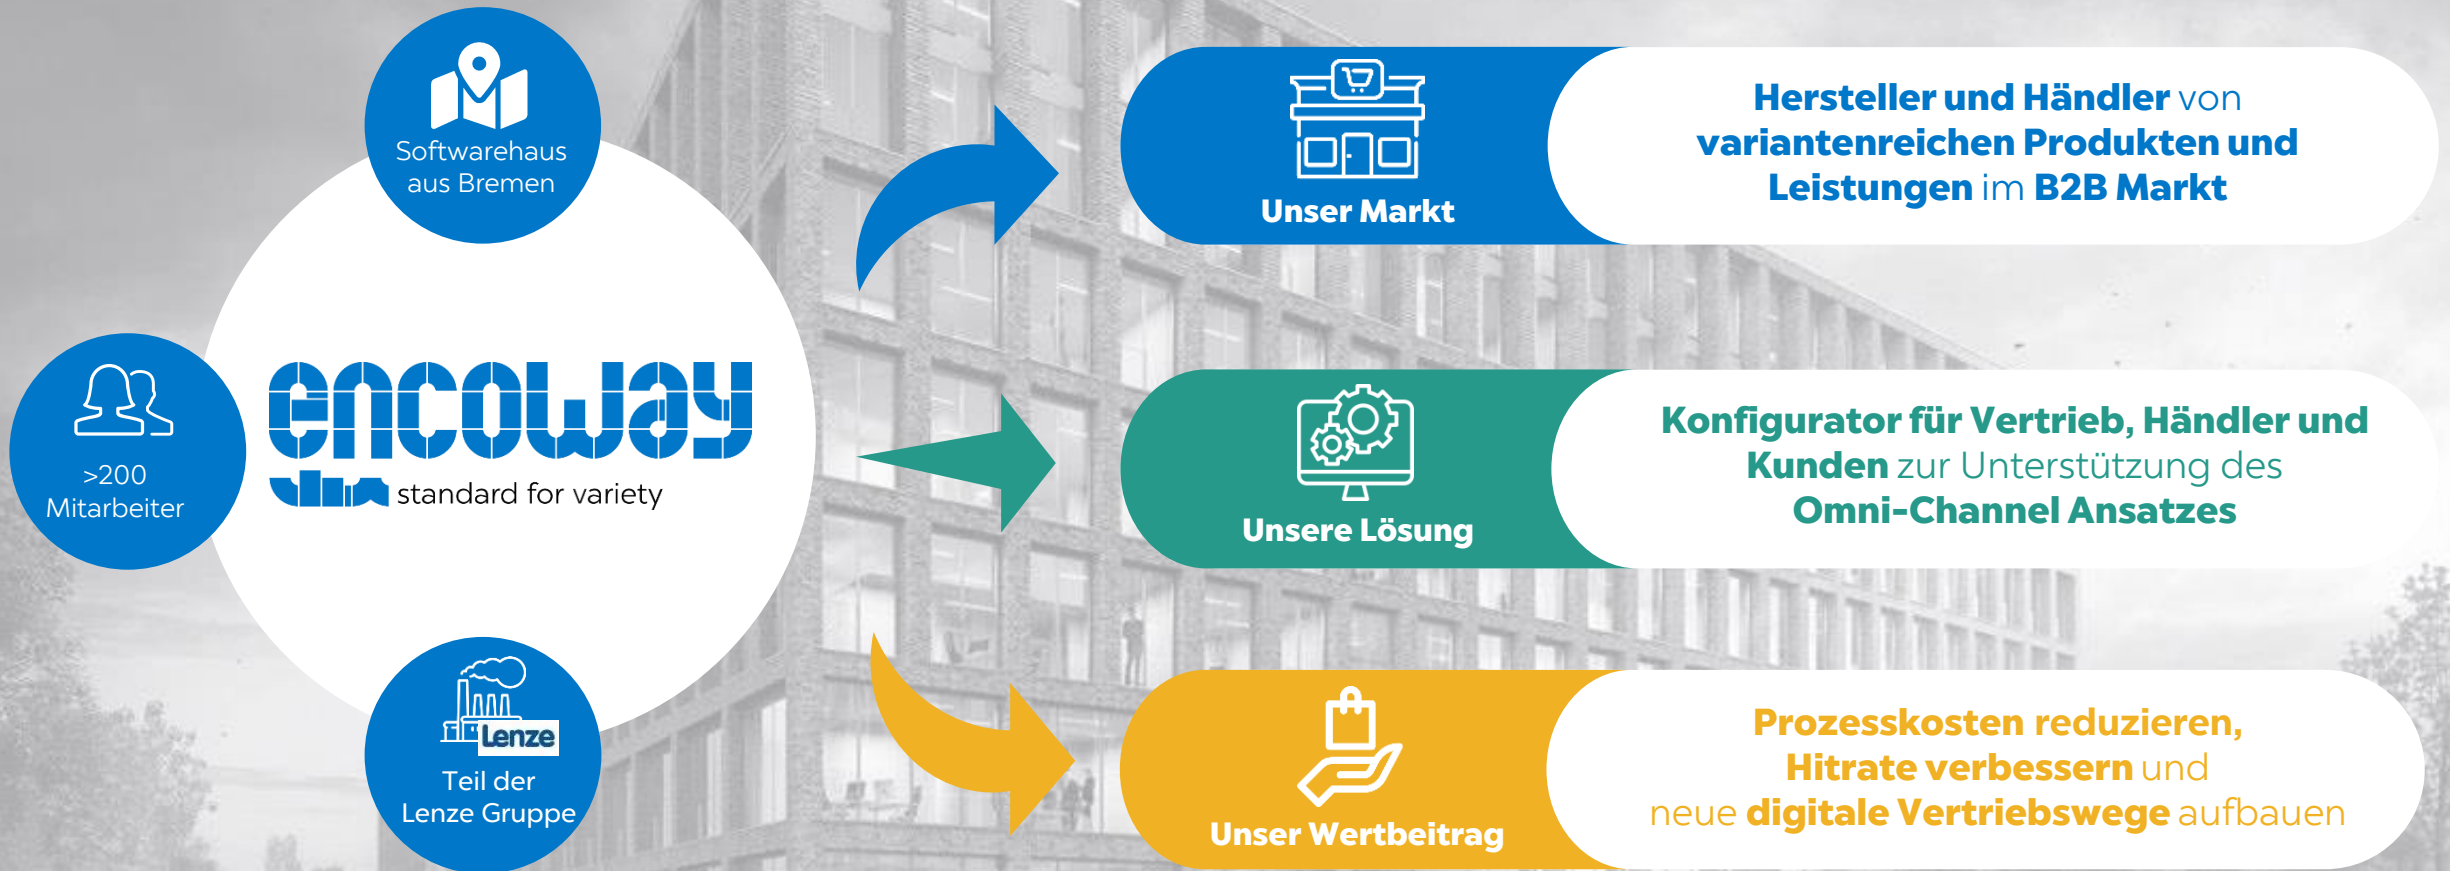 Softwarehaus
aus Bremen
>200
Mitarbeiter
encoway
standard for variety
Lenze
Teil der
Lenze Gruppe
Unser Markt
Hersteller und Händler von
variantenreichen Produkten und
Leistungen im B2B Markt
Unsere Lösung
Konfigurator für Vertrieb, Händler und
Kunden zur Unterstützung des
Omni-Channel Ansatzes
Unser Wertbeitrag
Prozesskosten reduzieren,
Hitrate verbessern und
neue digitale Vertriebswege aufbauen